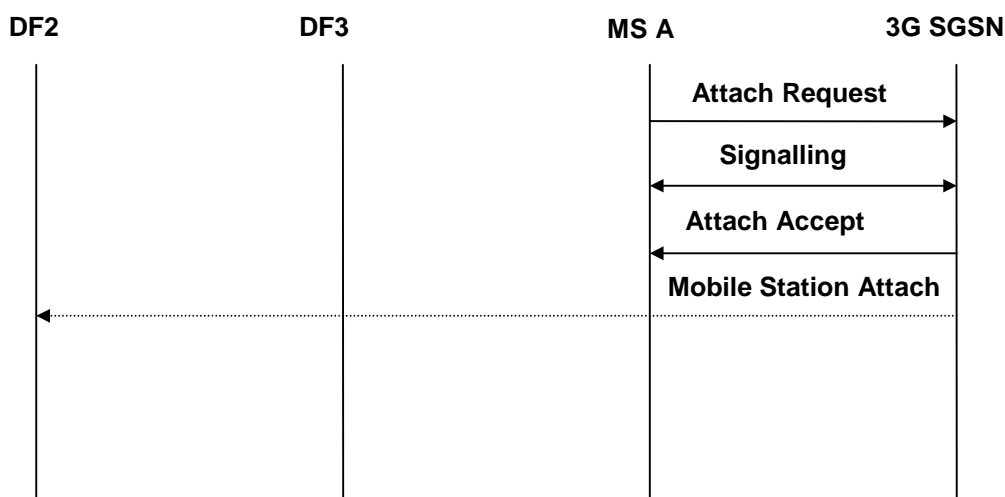 DF2 DF3 MS A 3G SGSN
Attach Request
Signalling
Attach Accept
Mobile Station Attach